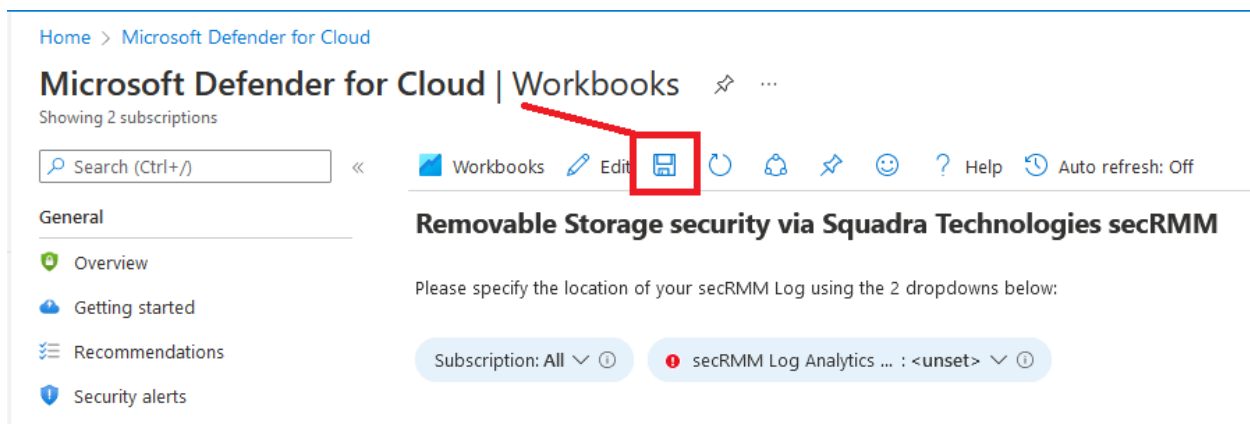 Home > Microsoft Defender for Cloud
Microsoft Defender for Cloud | Workbooks ...
Showing 2 subscriptions
Search (Ctrl+/) «
Workbooks Edit ? Help Auto refresh: Off
General
Removable Storage security via Squadra Technologies secRMM
Overview
Please specify the location of your secRMM Log using the 2 dropdowns below:
Getting started
Recommendations
Subscription: All secRMM Log Analytics ... : <unset>
Security alerts